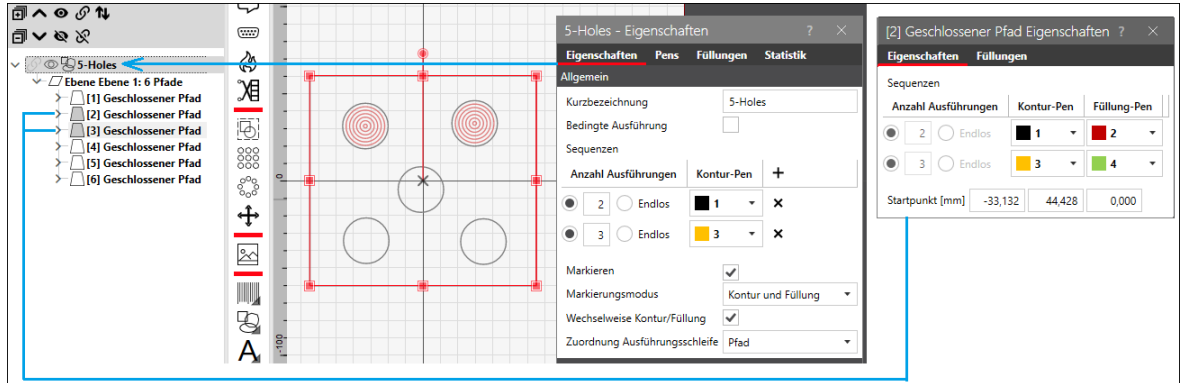 5-Holes
Ebene Ebene 1: 6 Pfade
[1] Geschlossener Pfad
[2] Geschlossener Pfad
[3] Geschlossener Pfad
[4] Geschlossener Pfad
[5] Geschlossener Pfad
[6] Geschlossener Pfad
A
0
-100
5-Holes - Eigenschaften ?
Eigenschaften Pens Füllungen Statistik
Allgemein
Kurzbezeichnung 5-Holes
Bedingte Ausführung
Sequenzen
Anzahl Ausführungen Kontur-Pen +
2 Endlos 1
3 Endlos 3
Markieren
Markierungsmodus Kontur und Füllung
Wechselweise Kontur/Füllung
Zuordnung Ausführungsschleife Pfad
[2] Geschlossener Pfad Eigenschaften ?
Eigenschaften Füllungen
Sequenzen
Anzahl Ausführungen Kontur-Pen Füllung-Pen
2 Endlos 1 2
3 Endlos 3 4
Startpunkt [mm] -33,132 44,428 0,000